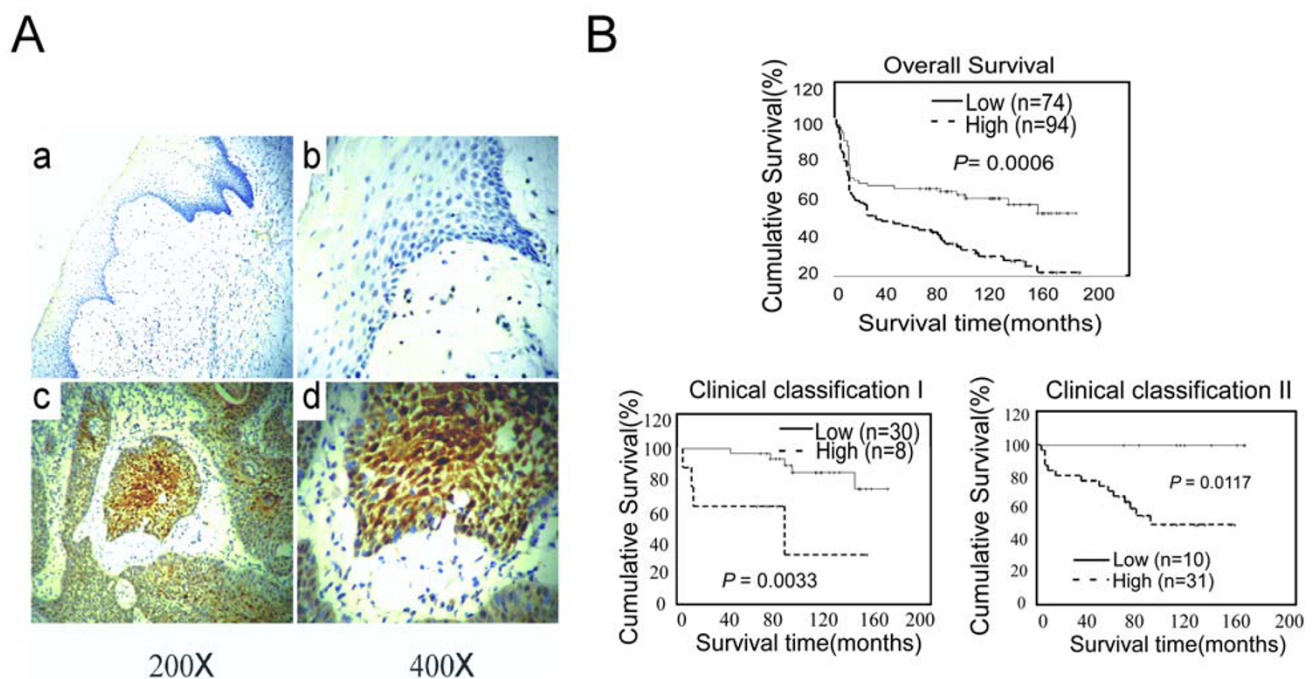 A
a
b
c
d
200X
400X
B
Overall Survival
Cumulative Survival(%)
120
100
80
60
40
20
Low (n=74)
High (n=94)
P= 0.0006
0 40 80 120 160 200
Survival time(months)
Clinical classification I
Cumulative Survival(%)
120
100
80
60
40
20
0
Low (n=30)
High (n=8)
P = 0.0033
0 40 80 120 160 200
Survival time(months)
Clinical classification II
Cumulative Survival(%)
120
100
80
60
40
20
0
P = 0.0117
Low (n=10)
High (n=31)
0 40 80 120 160 200
Survival time(months)